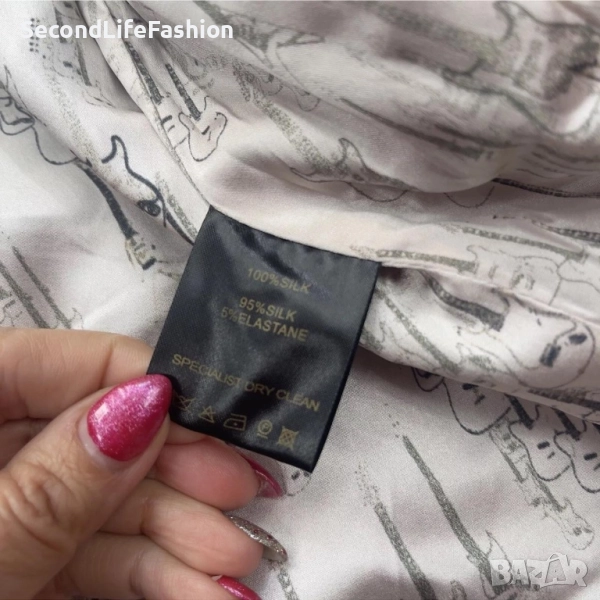 SecondLifeFashion
100%SILK
95%SILK
5%ELASTANE
SPECIALIST DRY CLEAN
BAZAR